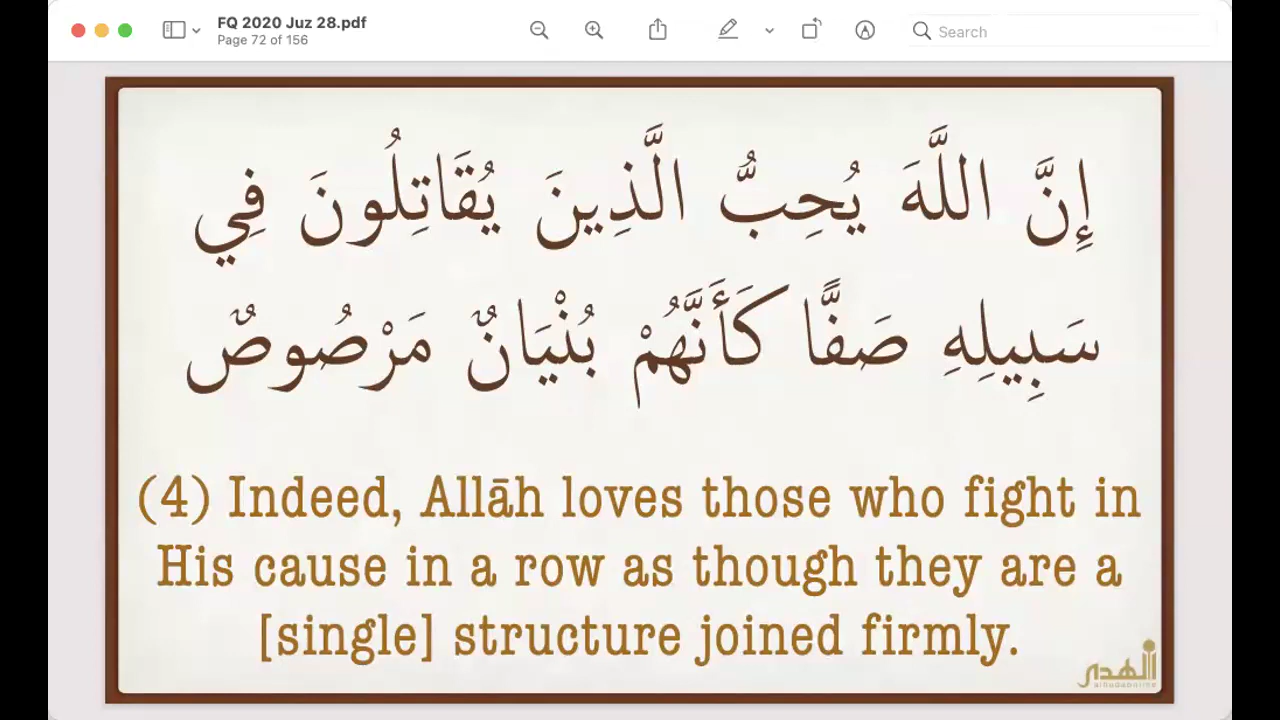 FQ 2020 Juz 28.pdf
Page 72 of 156
Search
إِنَّ اللَّهَ يُحِبُّ الَّذِينَ يُقَاتِلُونَ فِي
سَبِيلِهِ صَفًّا كَأَنَّهُمْ بُنْيَانٌ مَرْصُوصٌ
(4) Indeed, Allāh loves those who fight in
His cause in a row as though they are a
[single] structure joined firmly.
الهدى
alhudaonline